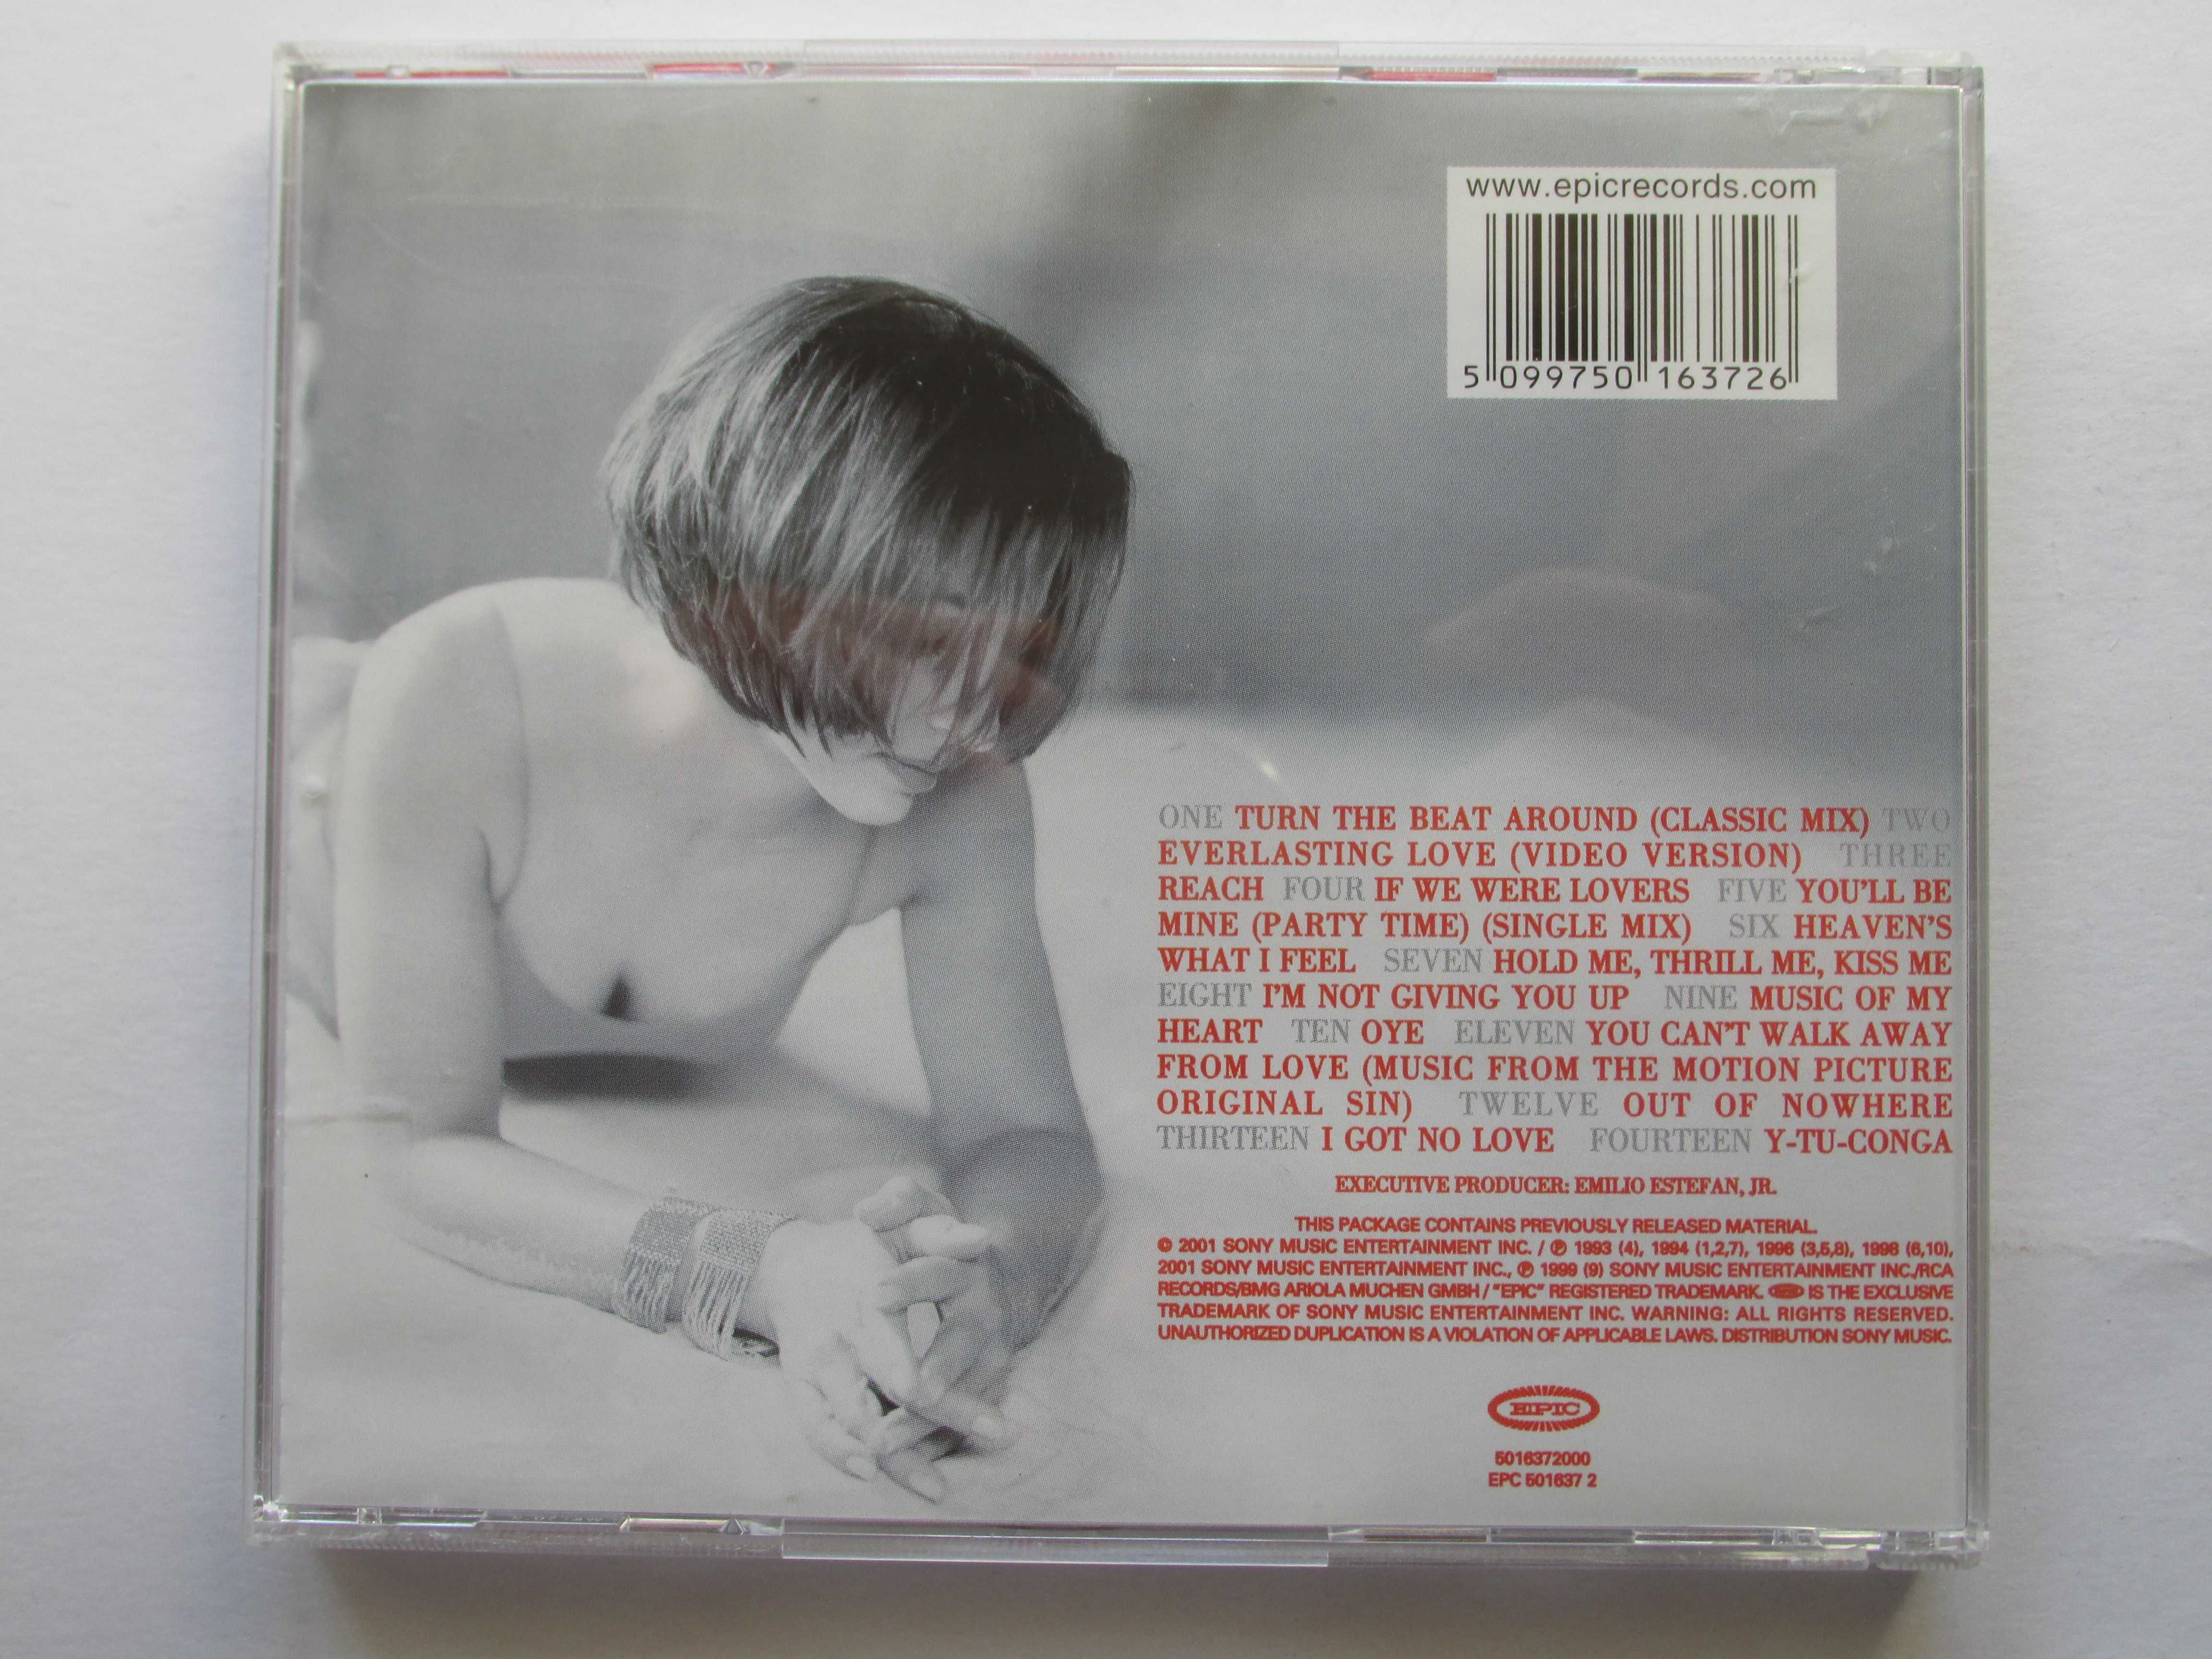 www.epicrecords.com
5 099750 163726
ONE TURN THE BEAT AROUND (CLASSIC MIX) TWO
EVERLASTING LOVE (VIDEO VERSION) THREE
REACH FOUR IF WE WERE LOVERS FIVE YOU'LL BE
MINE (PARTY TIME) (SINGLE MIX) SIX HEAVEN'S
WHAT I FEEL SEVEN HOLD ME, THRILL ME, KISS ME
EIGHT I'M NOT GIVING YOU UP NINE MUSIC OF MY
HEART TEN OYE ELEVEN YOU CAN'T WALK AWAY
FROM LOVE (MUSIC FROM THE MOTION PICTURE
ORIGINAL SIN) TWELVE OUT OF NOWHERE
THIRTEEN I GOT NO LOVE FOURTEEN Y-TU-CONGA
EXECUTIVE PRODUCER: EMILIO ESTEFAN, JR.
THIS PACKAGE CONTAINS PREVIOUSLY RELEASED MATERIAL.
© 2001 SONY MUSIC ENTERTAINMENT INC. / ℗ 1993 (4), 1994 (1,2,7), 1996 (3,5,8), 1998 (6,10),
2001 SONY MUSIC ENTERTAINMENT INC., ℗ 1999 (9) SONY MUSIC ENTERTAINMENT INC./RCA
RECORDS/BMG ARIOLA MUCHEN GMBH / "EPIC" REGISTERED TRADEMARK. EPIC IS THE EXCLUSIVE
TRADEMARK OF SONY MUSIC ENTERTAINMENT INC. WARNING: ALL RIGHTS RESERVED.
UNAUTHORIZED DUPLICATION IS A VIOLATION OF APPLICABLE LAWS. DISTRIBUTION SONY MUSIC.
EPIC
5016372000
EPC 501637 2